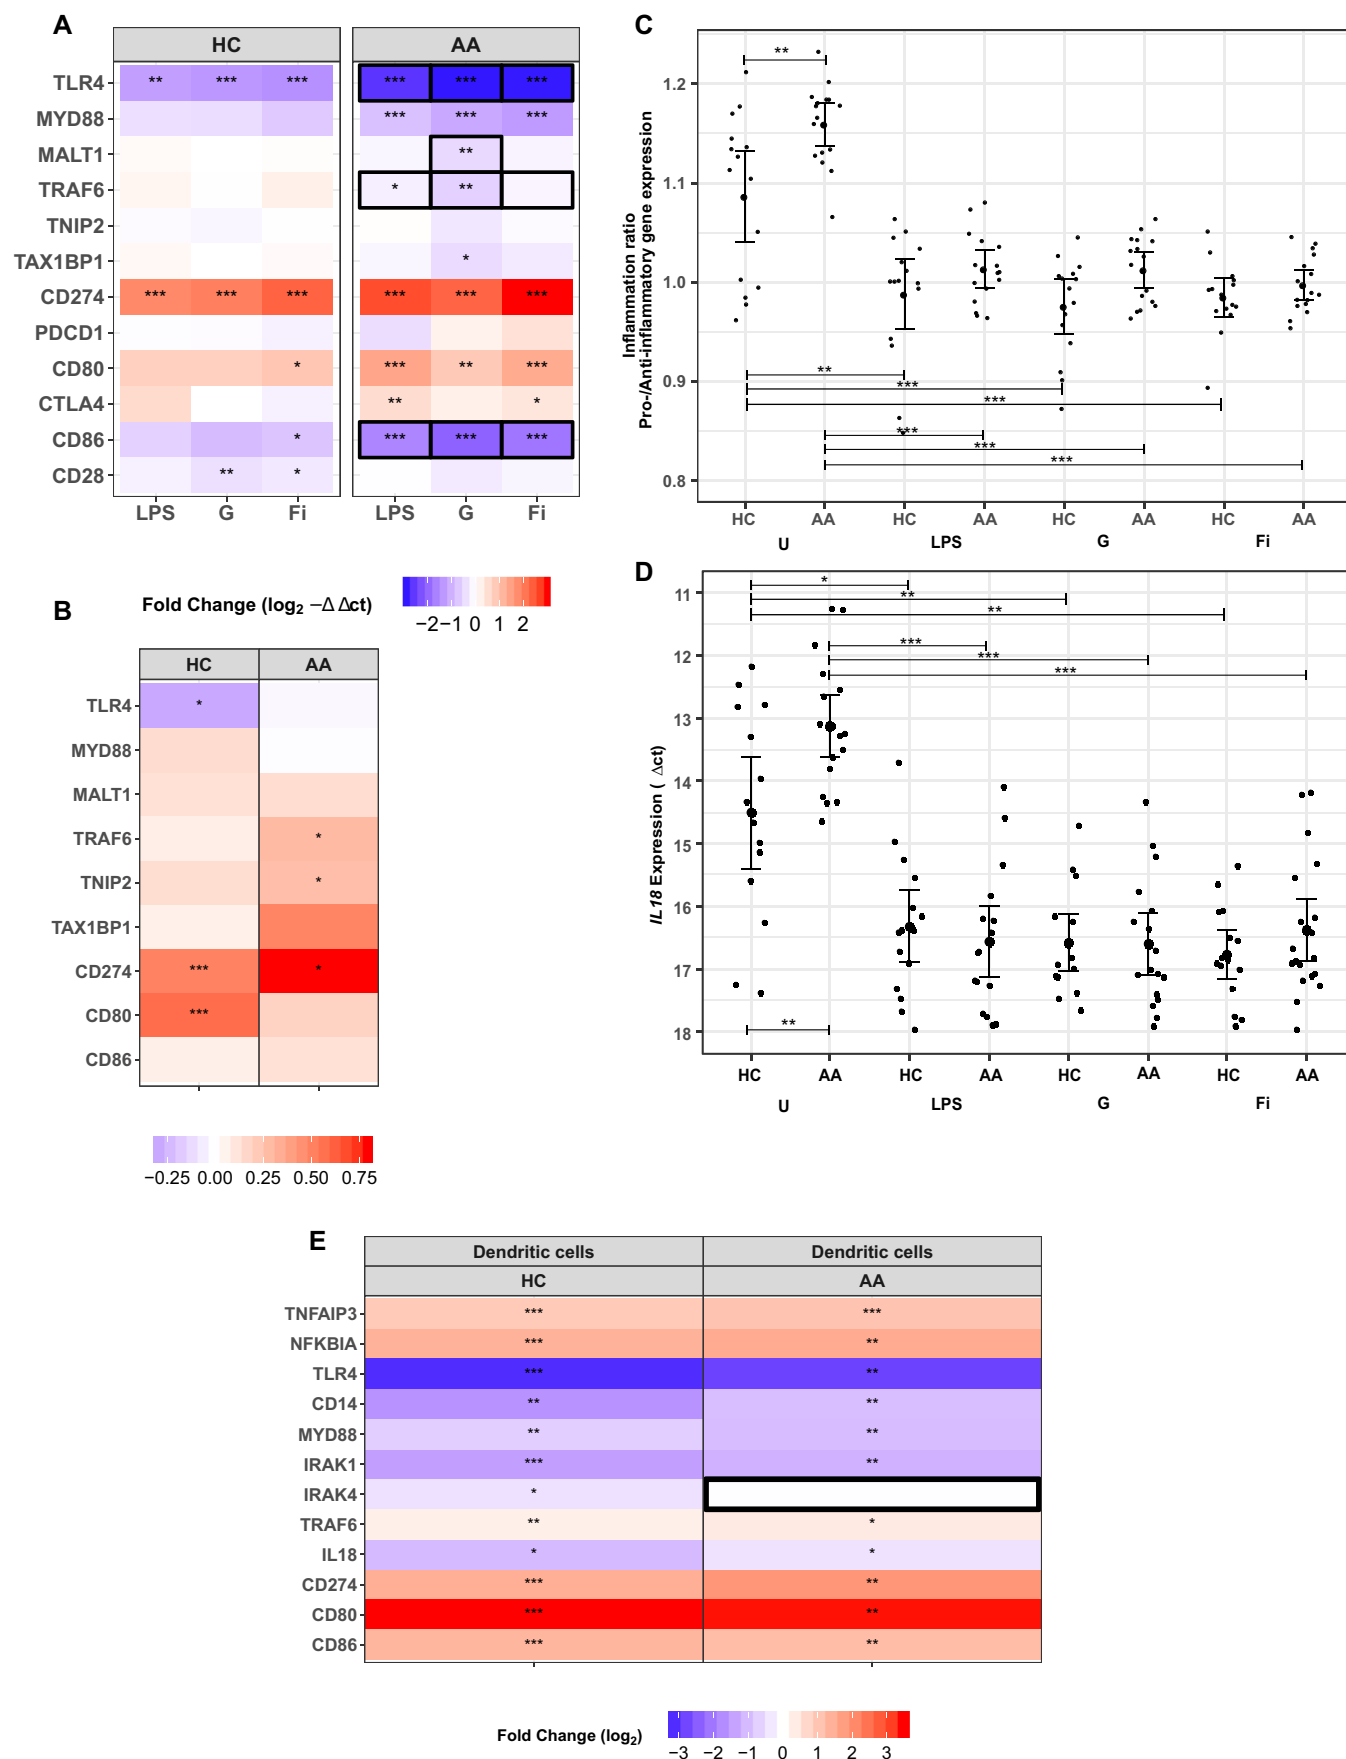 A
HC
AA
TLR4 ** *** *** *** *** ***
MYD88 *** *** ***
MALT1 **
TRAF6 * **
TNIP2
TAX1BP1 *
CD274 *** *** *** *** *** ***
PDCD1
CD80 * *** ** ***
CTLA4 ** *
CD86 * *** *** ***
CD28 ** *
LPS G Fi LPS G Fi
Fold Change (log2 −Δ Δct)
−2 −1 0 1 2
B
HC AA
TLR4 *
MYD88
MALT1
TRAF6 *
TNIP2 *
TAX1BP1
CD274 *** *
CD80 ***
CD86
−0.25 0.00 0.25 0.50 0.75
C
Inflammation ratio
Pro-/Anti-inflammatory gene expression
1.2
1.1
1.0
0.9
0.8
**
**
***
***
***
***
***
HC AA HC AA HC AA HC AA
U LPS G Fi
D
IL18 Expression ( Δct)
11
12
13
14
15
16
17
18
*
**
**
***
***
***
**
HC AA HC AA HC AA HC AA
U LPS G Fi
E
Dendritic cells Dendritic cells
HC AA
TNFAIP3 *** ***
NFKBIA *** **
TLR4 *** **
CD14 ** **
MYD88 ** **
IRAK1 *** **
IRAK4 *
TRAF6 ** *
IL18 * *
CD274 *** **
CD80 *** **
CD86 *** **
Fold Change (log2)
−3 −2 −1 0 1 2 3